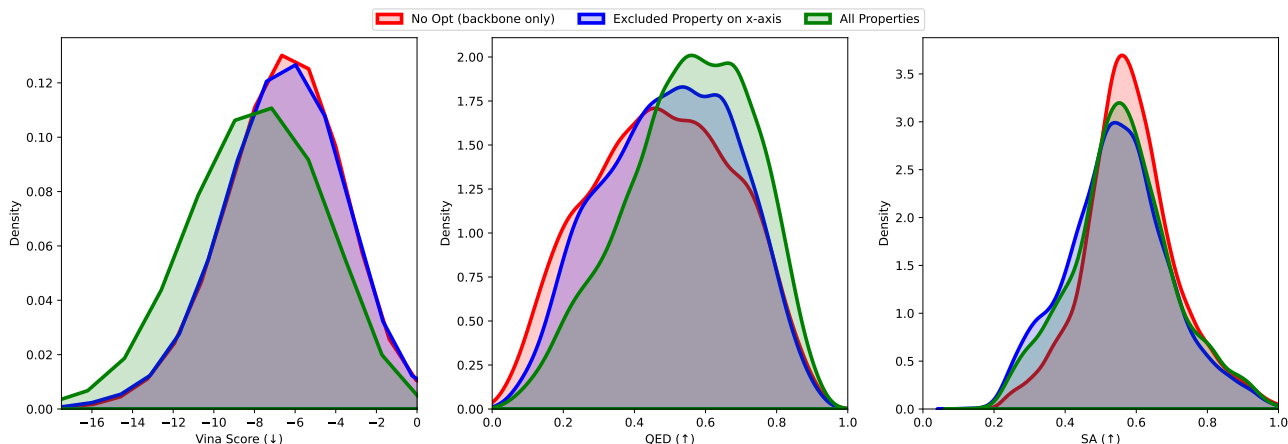 No Opt (backbone only) Excluded Property on x-axis All Properties
Density
0.12
0.10
0.08
0.06
0.04
0.02
0.00
−16 −14 −12 −10 −8 −6 −4 −2 0
Vina Score (↓)
Density
2.00
1.75
1.50
1.25
1.00
0.75
0.50
0.25
0.00
0.0 0.2 0.4 0.6 0.8 1.0
QED (↑)
Density
3.5
3.0
2.5
2.0
1.5
1.0
0.5
0.0
0.0 0.2 0.4 0.6 0.8 1.0
SA (↑)